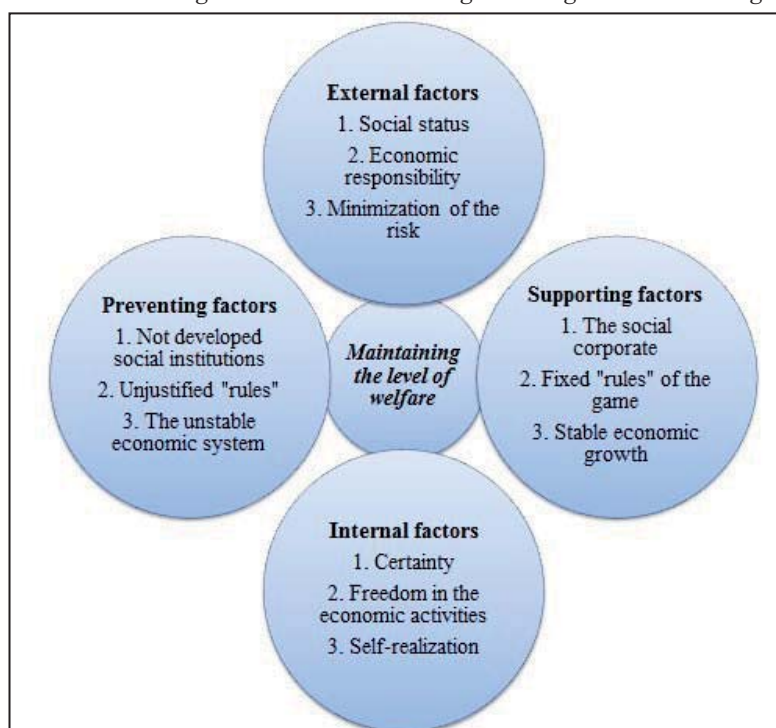 External factors
1. Social status
2. Economic
responsibility
3. Minimization of the
risk
Preventing factors
1. Not developed
social institutions
2. Unjustified "rules"
3. The unstable
economic system
Maintaining
the level of
welfare
Supporting factors
1. The social
corporate
2. Fixed "rules" of the
game
3. Stable economic
growth
Internal factors
1. Certainty
2. Freedom in the
economic activities
3. Self-realization